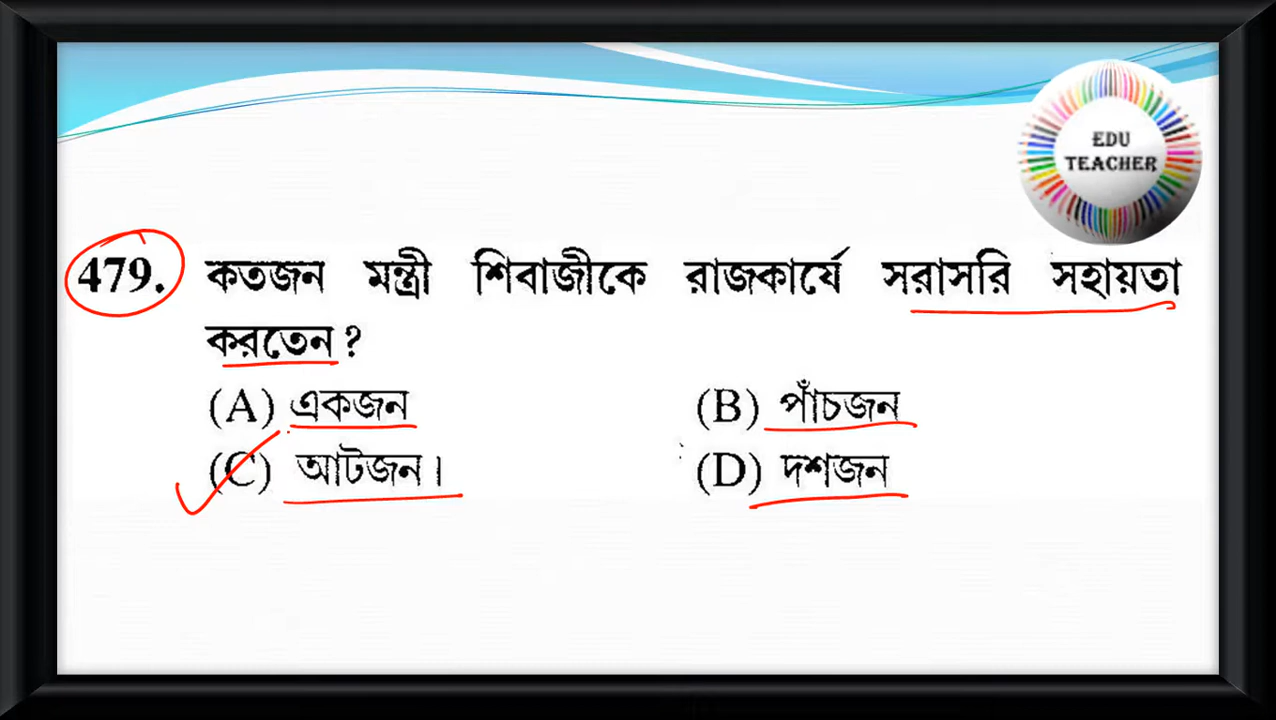 EDU
TEACHER
479. কতজন মন্ত্রী শিবাজীকে রাজকার্যে সরাসরি সহায়তা
করতেন ?
(A) একজন (B) পাঁচজন
(C) আটজন। (D) দশজন